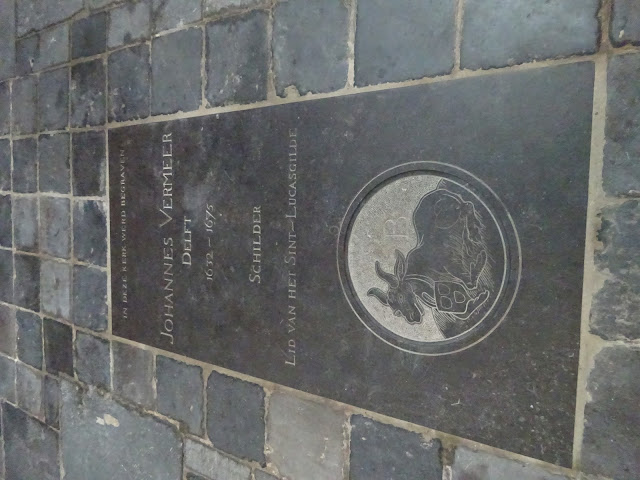 IN DEZE KERK WERD BEGRAVEN
JOHANNES VERMEER
DELFT
1632 – 1675
SCHILDER
LID VAN HET SINT-LUCASGILDE